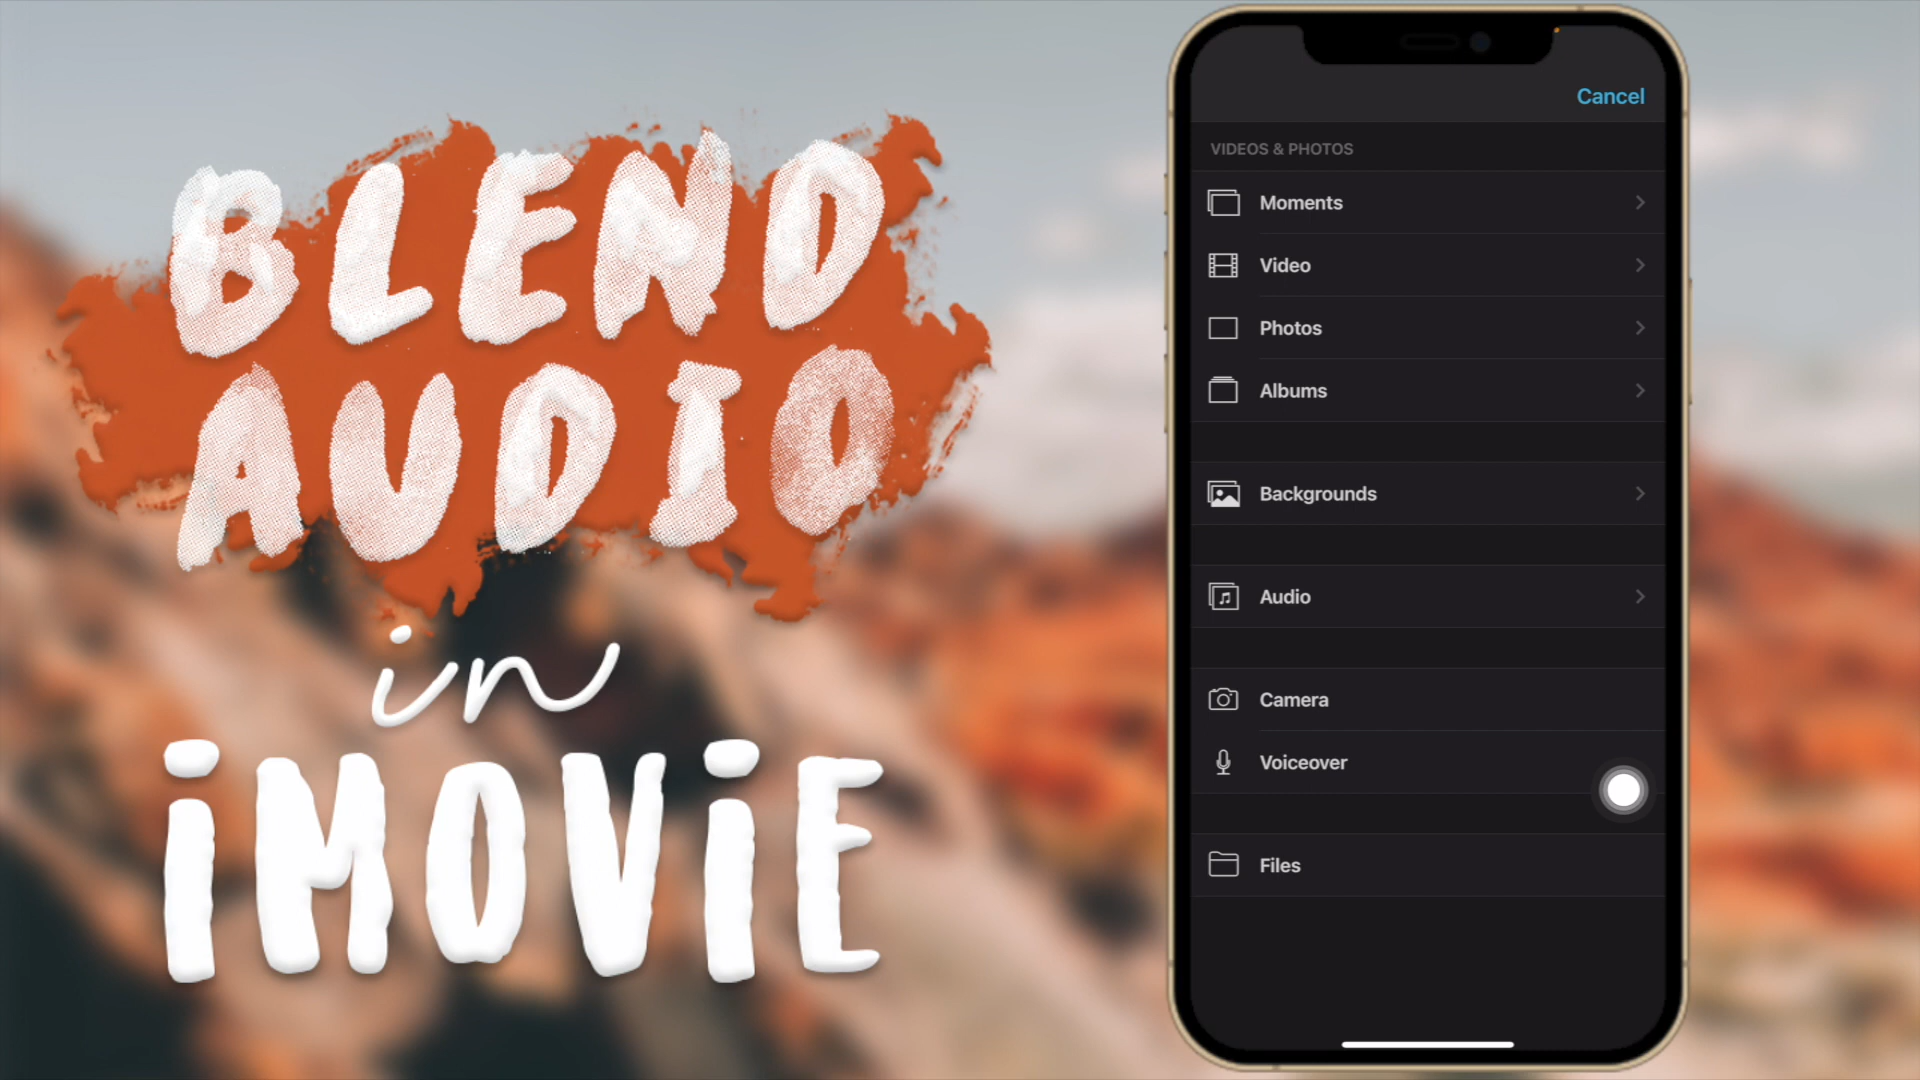 BLEND
AUDIO
in
iMOViE
Cancel
VIDEOS & PHOTOS
Moments
Video
Photos
Albums
Backgrounds
Audio
Camera
Voiceover
Files